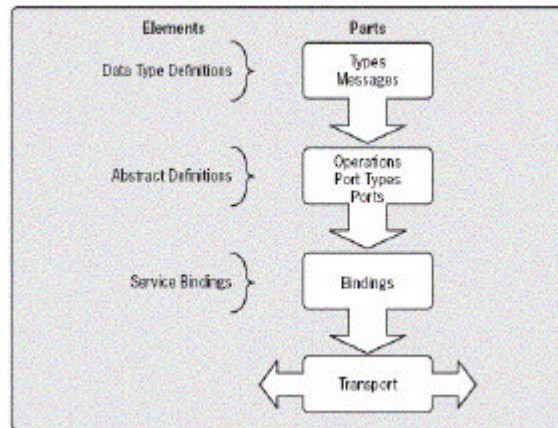 Elements Parts
Data Type Definitions
Types
Messages
Abstract Definitions
Operations
Port Types
Ports
Service Bindings
Bindings
Transport